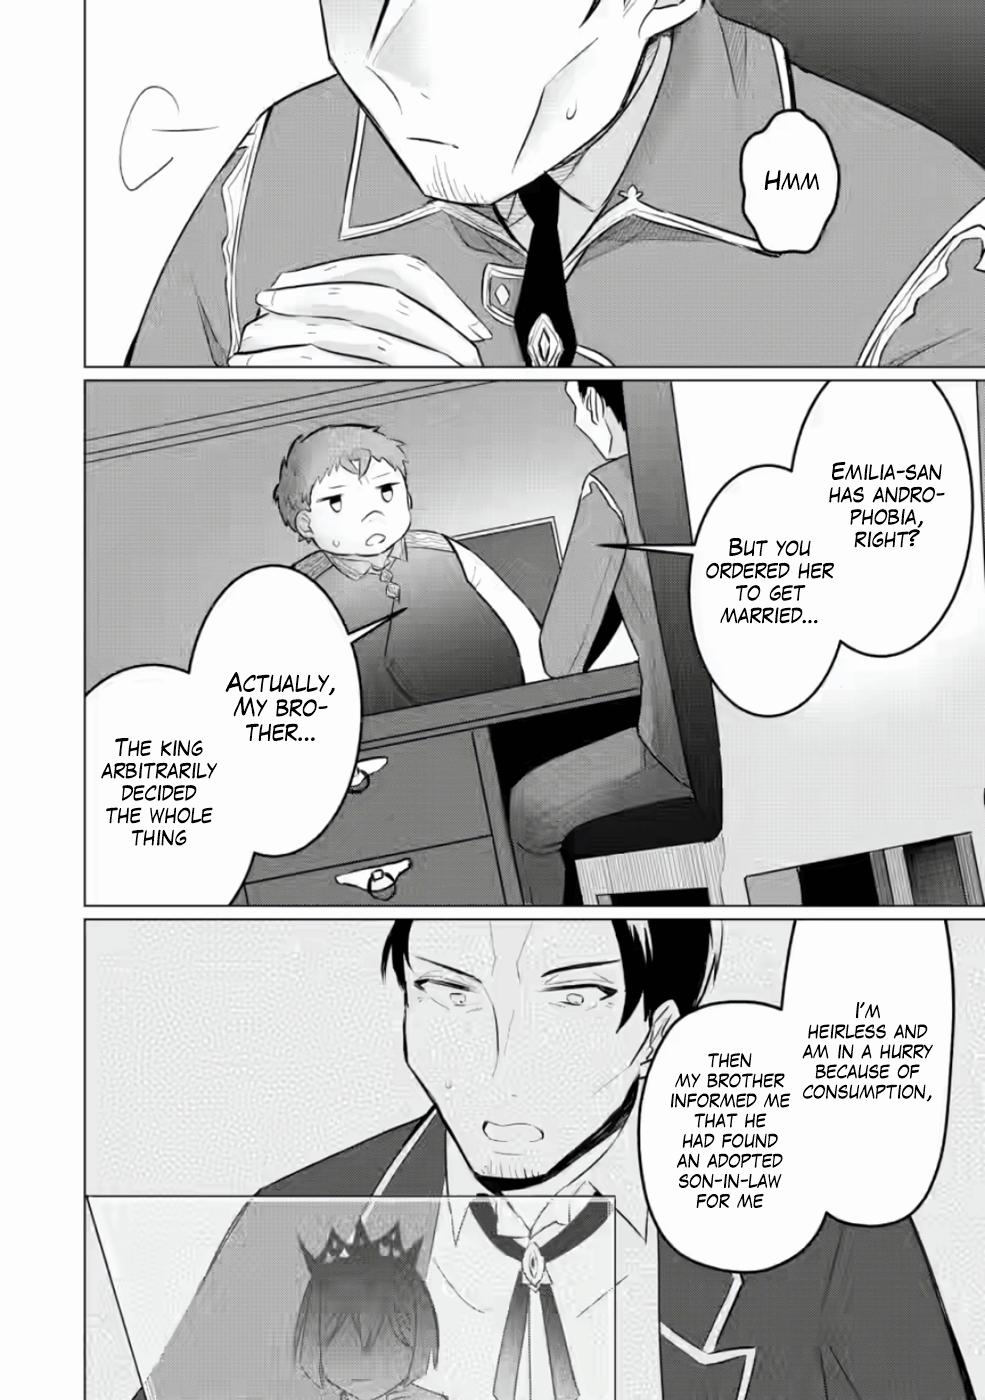 HMM
EMILIA-SAN
HAS ANDRO-
PHOBIA,
RIGHT?
BUT YOU
ORDERED HER
TO GET
MARRIED...
ACTUALLY,
MY BRO-
THER...
THE KING
ARBITRARILY
DECIDED
THE WHOLE
THING
I'M
HEIRLESS AND
AM IN A HURRY
BECAUSE OF
CONSUMPTION,
THEN
MY BROTHER
INFORMED ME
THAT HE
HAD FOUND
AN ADOPTED
SON-IN-LAW
FOR ME